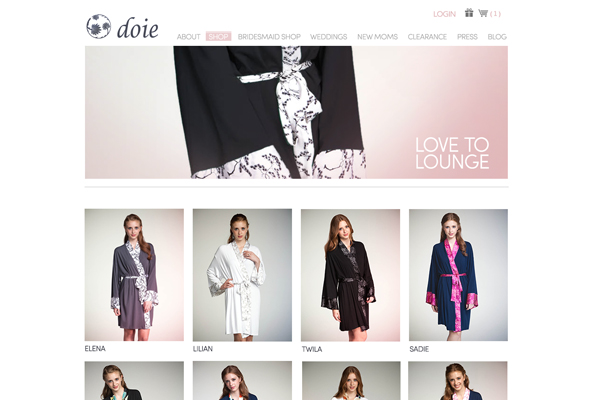 doie
LOGIN ( 1 )
ABOUT SHOP BRIDESMAID SHOP WEDDINGS NEW MOMS CLEARANCE PRESS BLOG
LOVE TO
LOUNGE
ELENA LILIAN TWILA SADIE